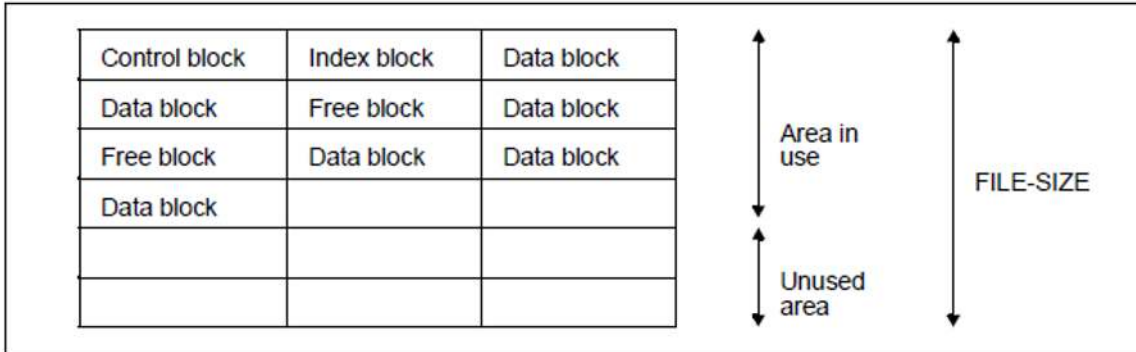 Control block Index block Data block
Data block Free block Data block
Free block Data block Data block
Data block
Area in
use
FILE-SIZE
Unused
area